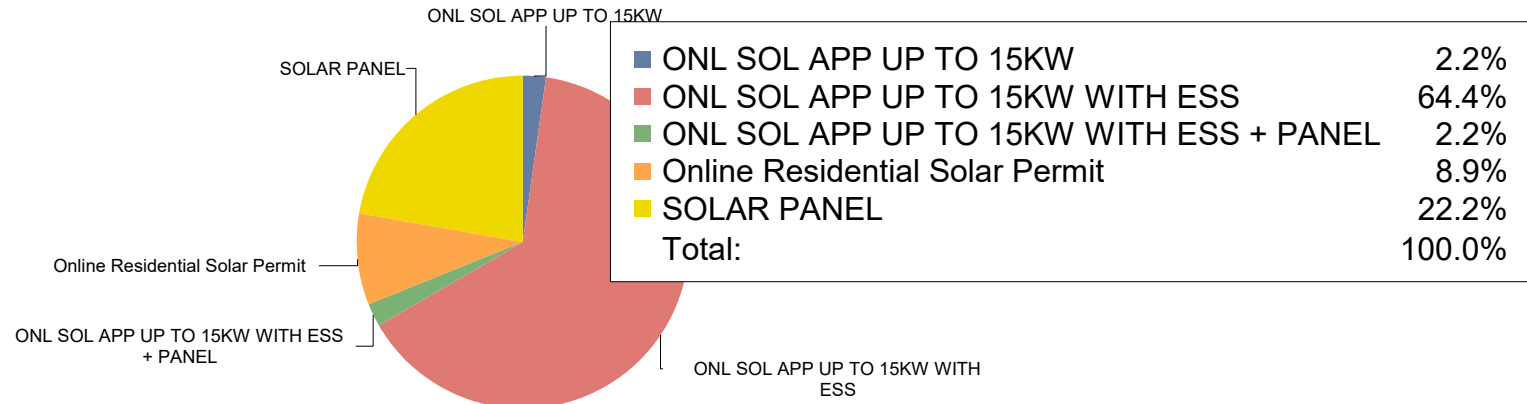 ONL SOL APP UP TO 15KW
SOLAR PANEL
Online Residential Solar Permit
ONL SOL APP UP TO 15KW WITH ESS
+ PANEL
ONL SOL APP UP TO 15KW WITH
ESS
ONL SOL APP UP TO 15KW 2.2%
ONL SOL APP UP TO 15KW WITH ESS 64.4%
ONL SOL APP UP TO 15KW WITH ESS + PANEL 2.2%
Online Residential Solar Permit 8.9%
SOLAR PANEL 22.2%
Total: 100.0%